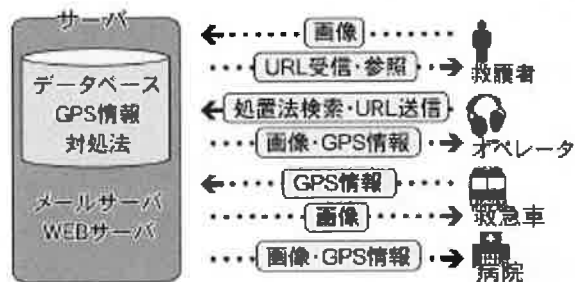 サーバ
データベース
GPS情報
対処法
メールサーバ
WEBサーバ
画像
URL受信・参照
救護者
処置法検索・URL送信
画像・GPS情報
オペレータ
GPS情報
画像
救急車
画像・GPS情報
病院